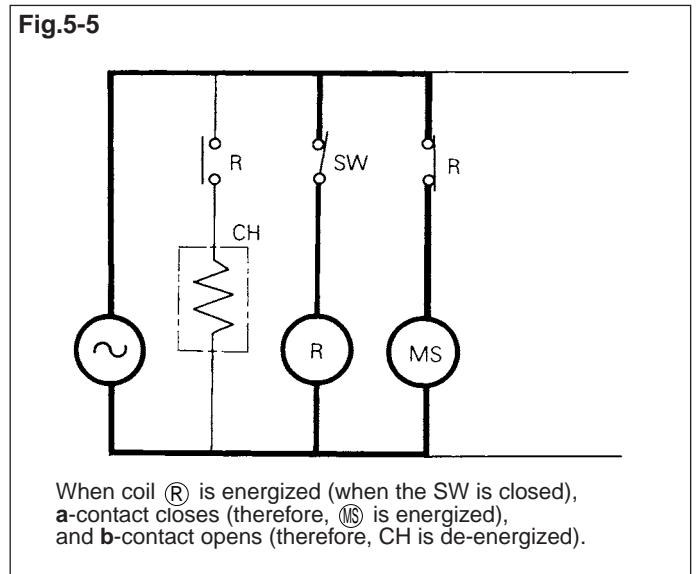 Fig.5-5
R
SW
R
CH
R
MS
When coil Ⓡ is energized (when the SW is closed),
a-contact closes (therefore, MS is energized),
and b-contact opens (therefore, CH is de-energized).